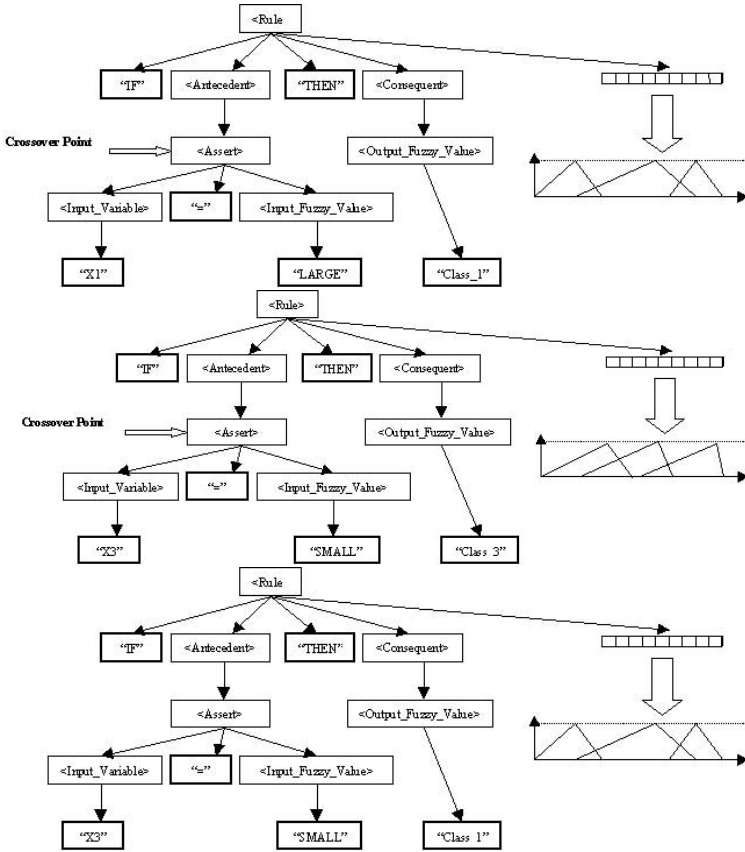 <Rule
"IF" <Antecedent> "THEN" <Consequent>
Crossover Point
<Assert> <Output_Fuzzy_Value>
<Input_Variable> "=" <Input_Fuzzy_Value>
"X1" "LARGE" "Class_1"
<Rule>
"IF" <Antecedent> "THEN" <Consequent>
Crossover Point
<Assert> <Output_Fuzzy_Value>
<Input_Variable> "=" <Input_Fuzzy_Value>
"X3" "SMALL" "Class 3"
<Rule
"IF" <Antecedent> "THEN" <Consequent>
<Assert> <Output_Fuzzy_Value>
<Input_Variable> "=" <Input_Fuzzy_Value>
"X3" "SMALL" "Class 1"